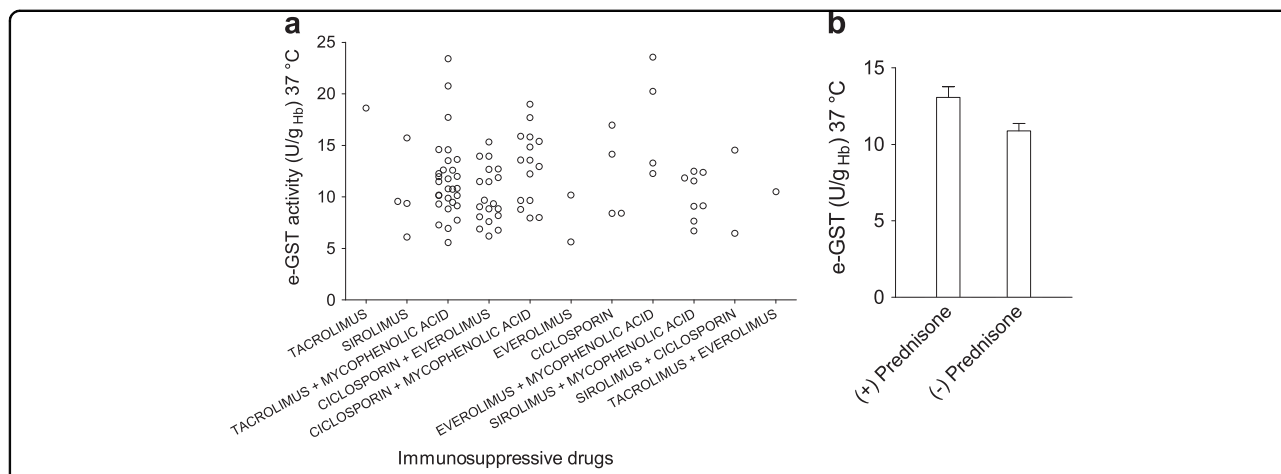 a
e-GST activity (U/gHb) 37 °C
25
20
15
10
5
0
TACROLIMUS
SIROLIMUS
TACROLIMUS + MYCOPHENOLIC ACID
CICLOSPORIN + EVEROLIMUS
CICLOSPORIN + MYCOPHENOLIC ACID
EVEROLIMUS
CICLOSPORIN
EVEROLIMUS + MYCOPHENOLIC ACID
SIROLIMUS + MYCOPHENOLIC ACID
SIROLIMUS + CICLOSPORIN
TACROLIMUS + EVEROLIMUS
Immunosuppressive drugs
b
e-GST (U/gHb) 37 °C
15
10
5
0
(+) Prednisone
(-) Prednisone